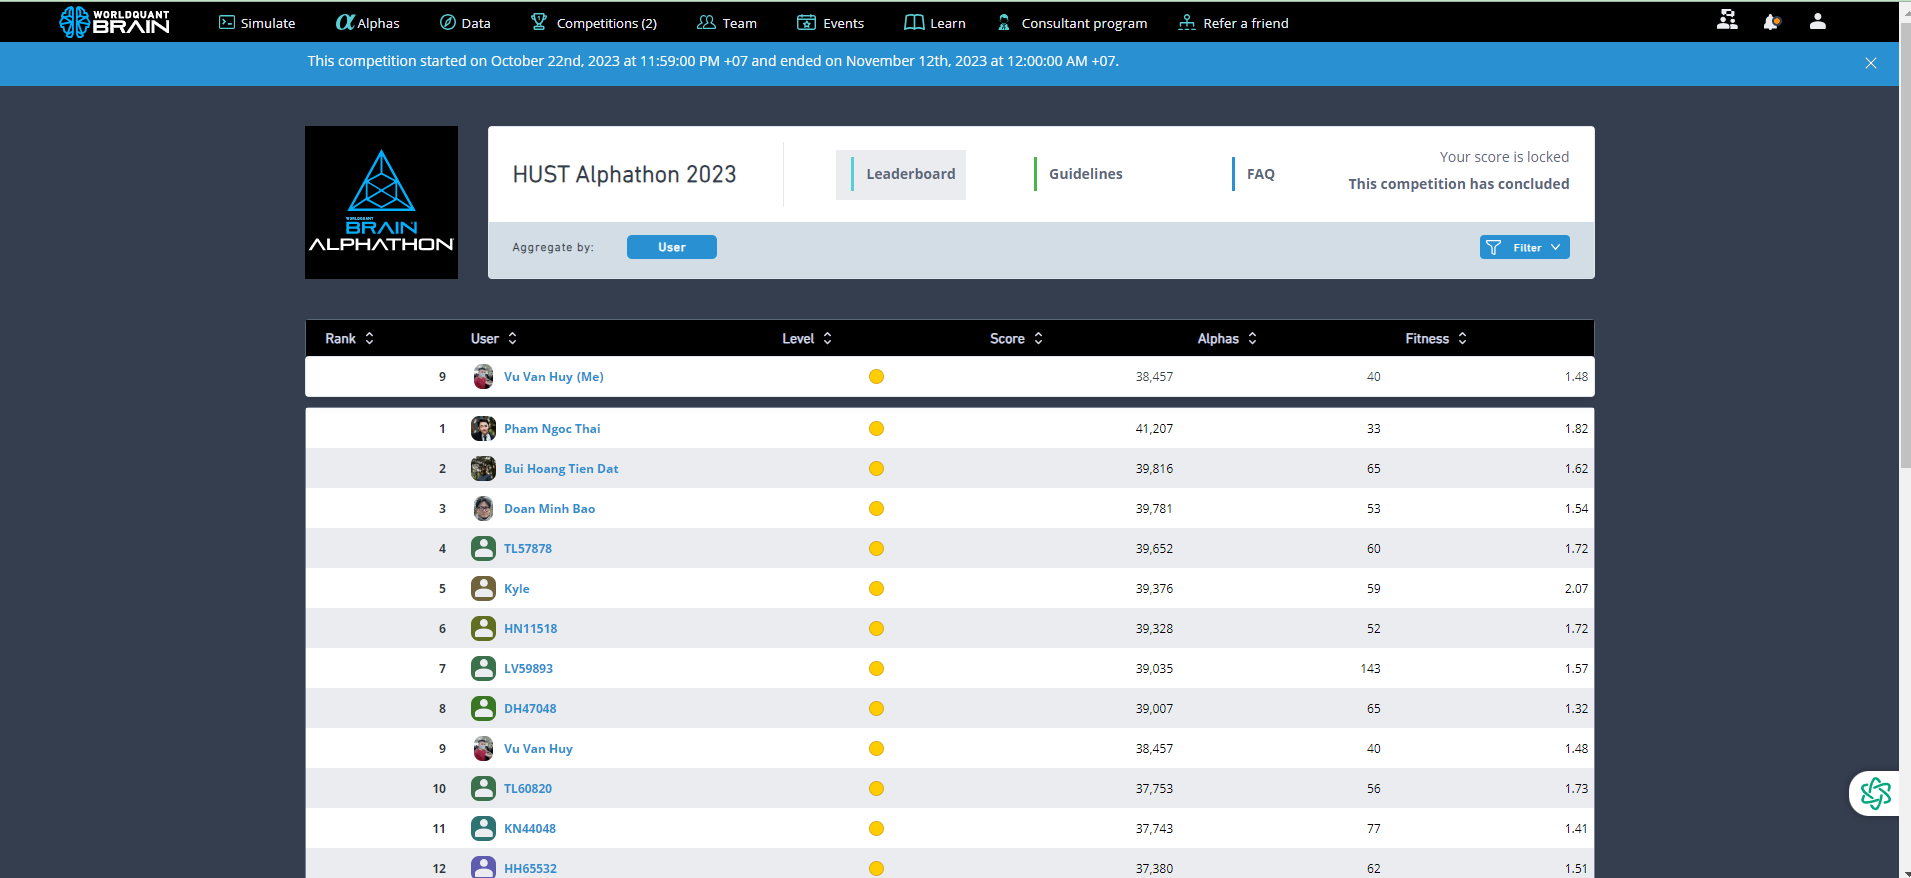 WORLDQUANT
BRAIN
Simulate
Alphas
Data
Competitions (2)
Team
Events
Learn
Consultant program
Refer a friend
This competition started on October 22nd, 2023 at 11:59:00 PM +07 and ended on November 12th, 2023 at 12:00:00 AM +07.
WORLDQUANT
BRAIN
ALPHATHON
HUST Alphathon 2023
Leaderboard
Guidelines
FAQ
Your score is locked
This competition has concluded
Aggregate by:
User
Filter
Rank User Level Score Alphas Fitness
9 Vu Van Huy (Me) 38,457 40 1.48
1 Pham Ngoc Thai 41,207 33 1.82
2 Bui Hoang Tien Dat 39,816 65 1.62
3 Doan Minh Bao 39,781 53 1.54
4 TL57878 39,652 60 1.72
5 Kyle 39,376 59 2.07
6 HN11518 39,328 52 1.72
7 LV59893 39,035 143 1.57
8 DH47048 39,007 65 1.32
9 Vu Van Huy 38,457 40 1.48
10 TL60820 37,753 56 1.73
11 KN44048 37,743 77 1.41
12 HH65532 37,380 62 1.51